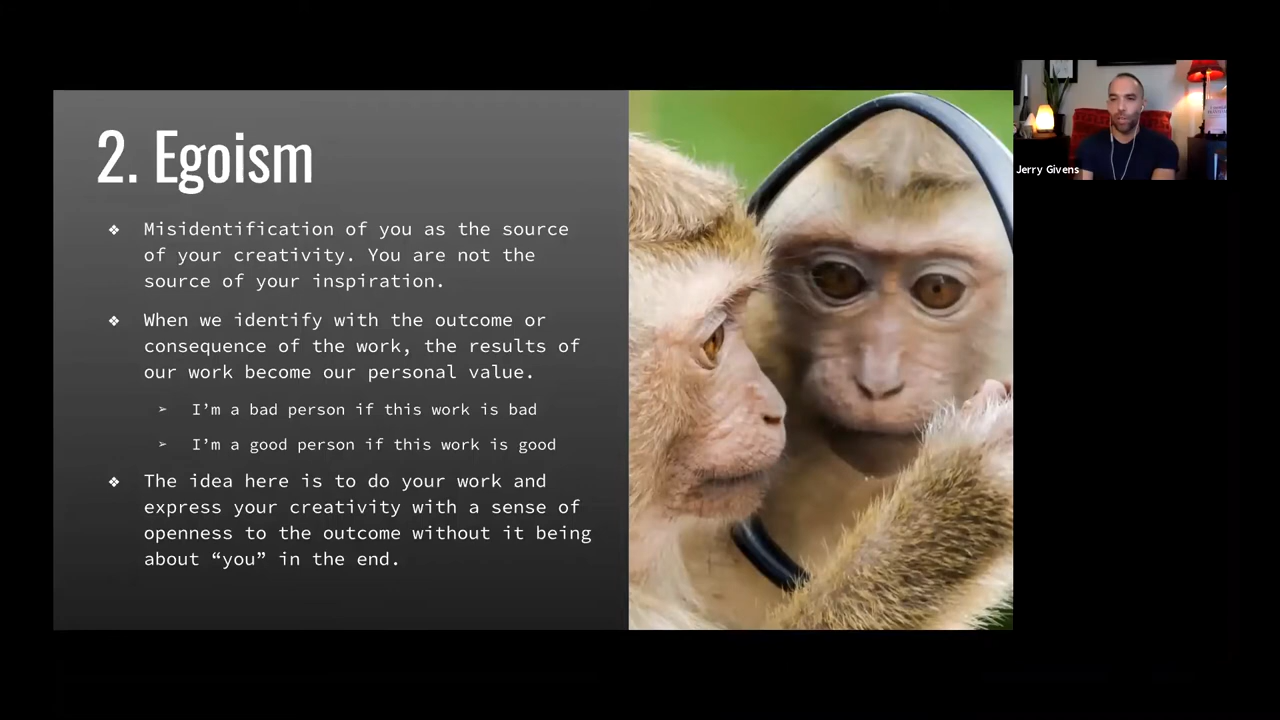 2. Egoism
❖ Misidentification of you as the source
of your creativity. You are not the
source of your inspiration.
❖ When we identify with the outcome or
consequence of the work, the results of
our work become our personal value.
➢ I’m a bad person if this work is bad
➢ I’m a good person if this work is good
❖ The idea here is to do your work and
express your creativity with a sense of
openness to the outcome without it being
about “you” in the end.
Jerry Givens